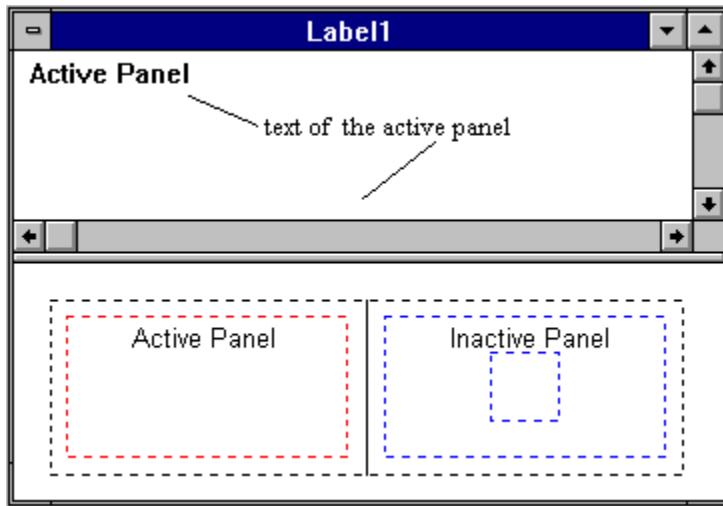 Label1
Active Panel
text of the active panel
Active Panel
Inactive Panel